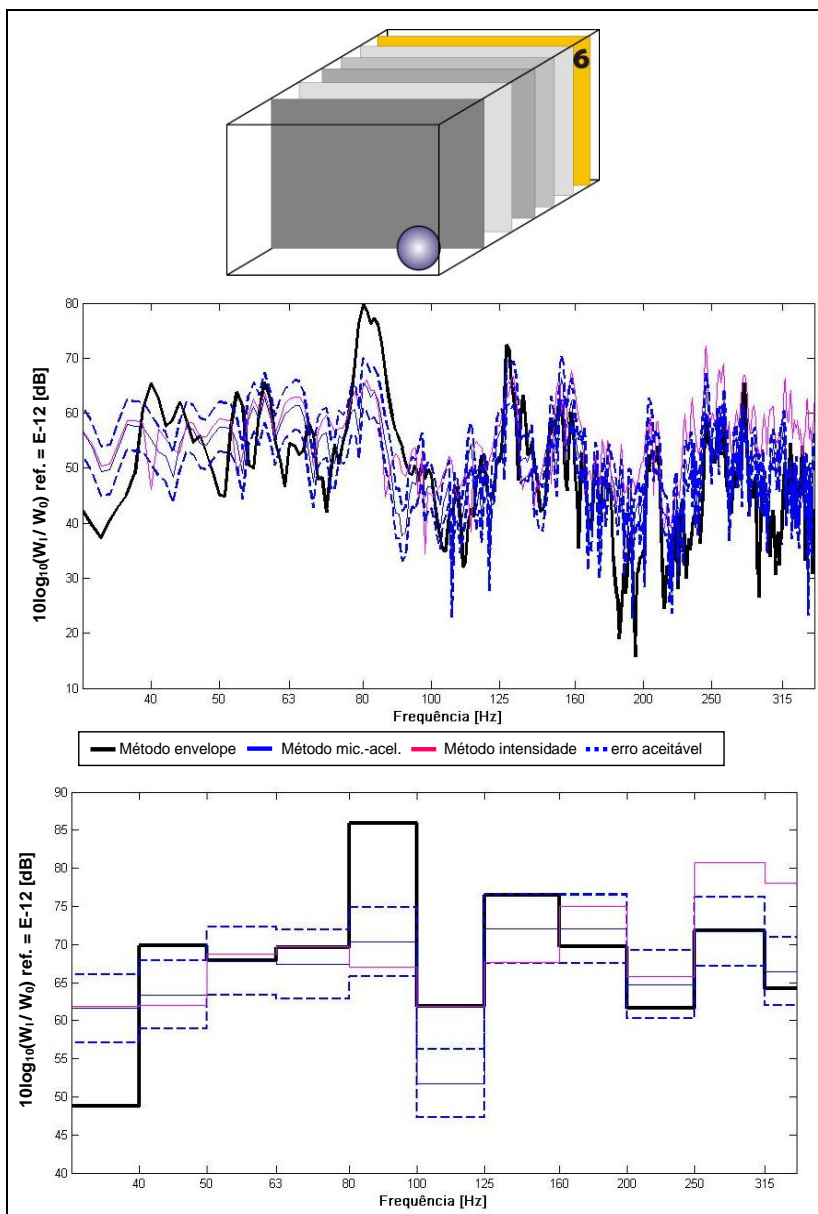 6
80
70
60
50
40
30
20
10
10log₁₀(Wᵢ / W₀) ref. = E-12 [dB]
40 50 63 80 100 125 160 200 250 315
Frequência [Hz]
Método envelope Método mic.-acel. Método intensidade erro aceitável
90
85
80
75
70
65
60
55
50
45
40
10log₁₀(Wᵢ / W₀) ref. = E-12 [dB]
40 50 63 80 100 125 160 200 250 315
Frequência [Hz]